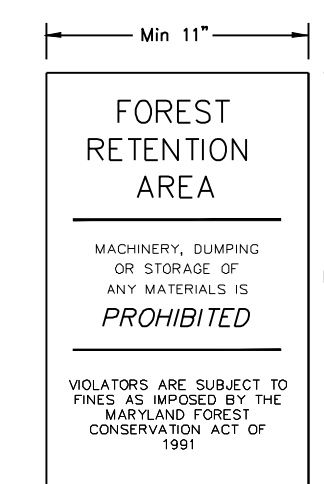 Min 11"
FOREST
RETENTION
AREA
MACHINERY, DUMPING
OR STORAGE OF
ANY MATERIALS IS
PROHIBITED
VIOLATORS ARE SUBJECT TO
FINES AS IMPOSED BY THE
MARYLAND FOREST
CONSERVATION ACT OF
1991